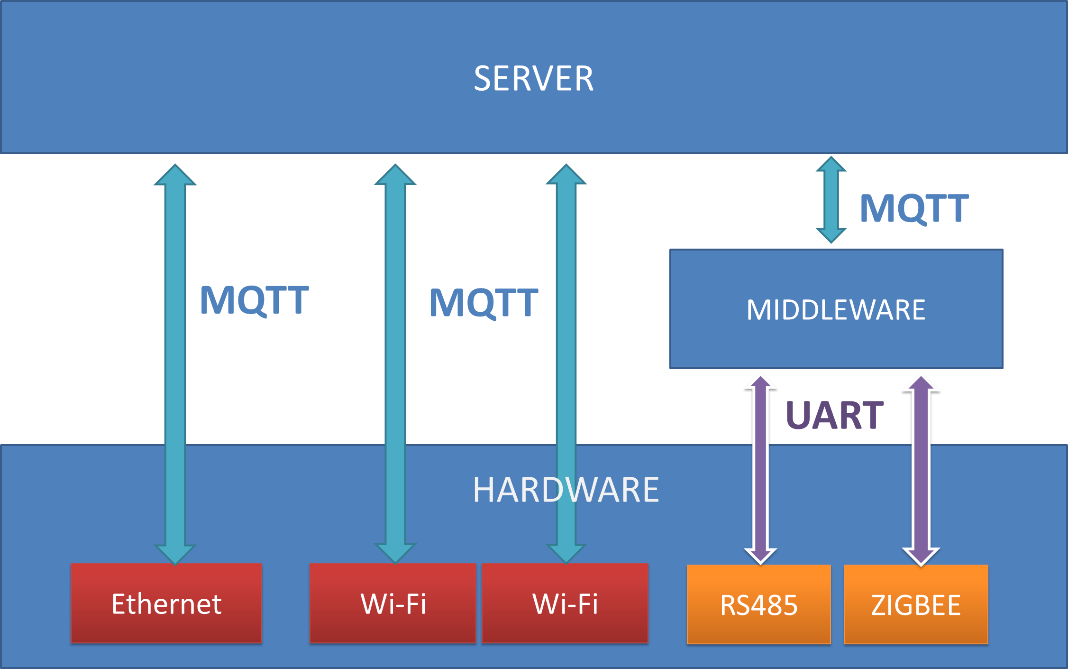 SERVER
MQTT
MQTT
MQTT
MIDDLEWARE
UART
HARDWARE
Ethernet
Wi-Fi
Wi-Fi
RS485
ZIGBEE